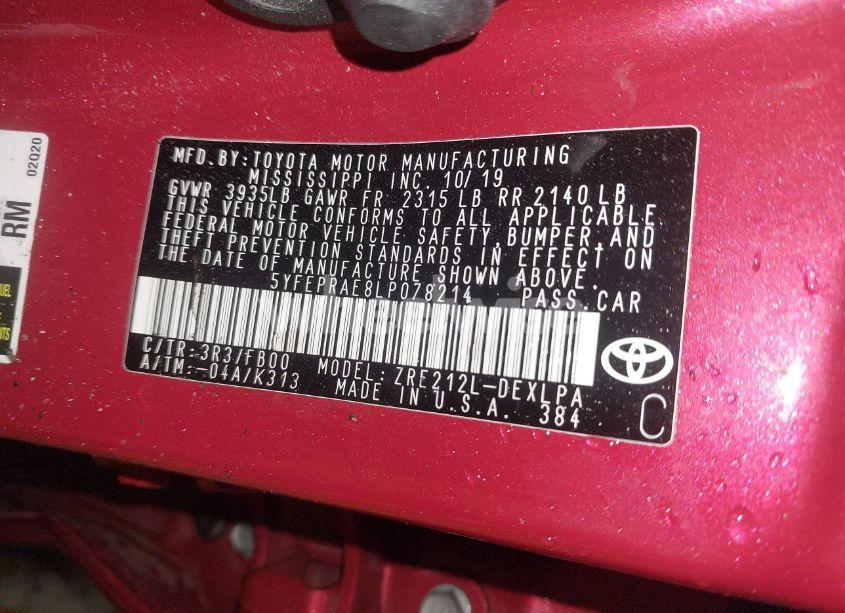 MFD.BY:TOYOTA MOTOR MANUFACTURING
MISSISSIPPI INC. 10/19
GVWR 3935LB GAWR FR 2315 LB RR 2140 LB
THIS VEHICLE CONFORMS TO ALL APPLICABLE
FEDERAL MOTOR VEHICLE SAFETY,BUMPER,AND
THEFT PREVENTION STANDARDS IN EFFECT ON
THE DATE OF MANUFACTURE SHOWN ABOVE.
5YFEPRAE8LP078214 PASS.CAR
C/TR:3R3/FB00 MODEL:ZRE212L-DEXLPA
A/TM:-01A/K313 MADE IN U.S.A. 384
C
02Q20
RM